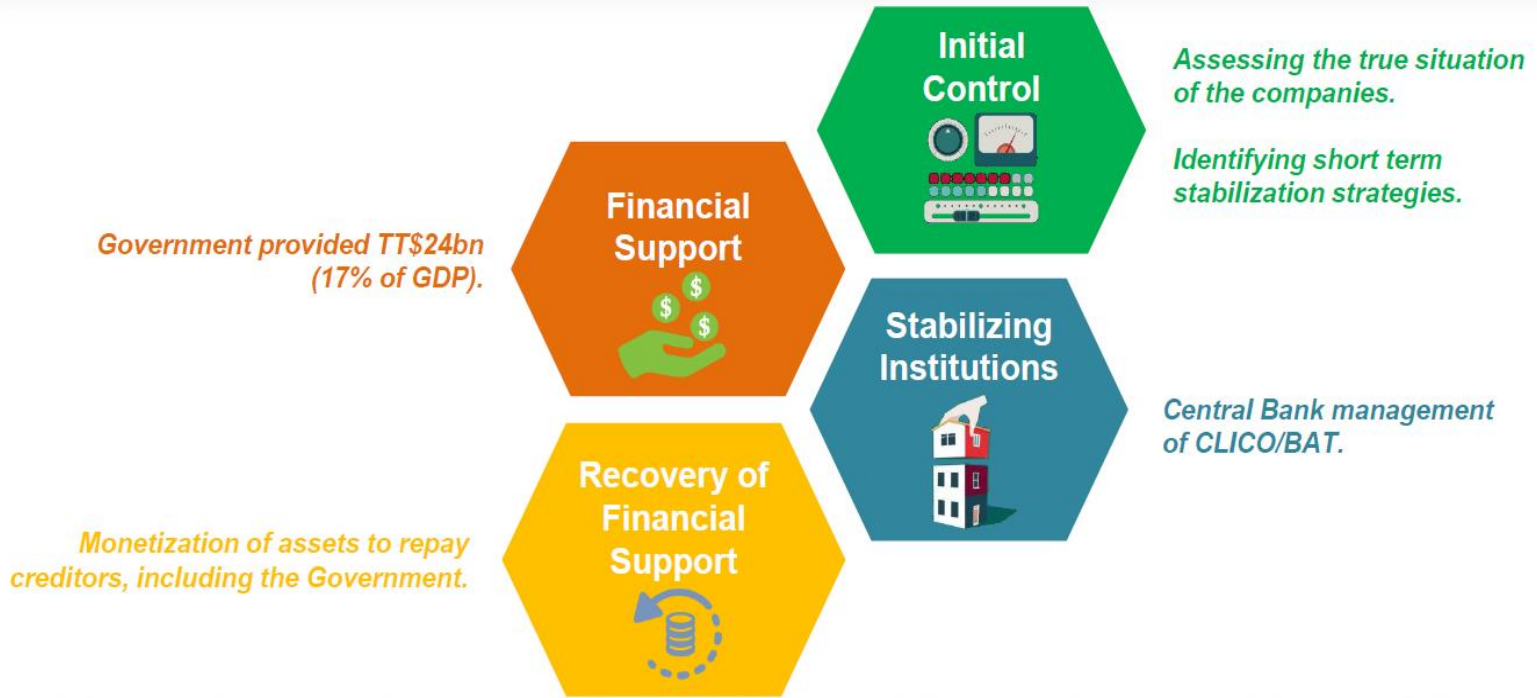 Initial
Control
Assessing the true situation
of the companies.
Identifying short term
stabilization strategies.
Financial
Support
$
$
$
Government provided TT$24bn
(17% of GDP).
Stabilizing
Institutions
Central Bank management
of CLICO/BAT.
Recovery of
Financial
Support
Monetization of assets to repay
creditors, including the Government.